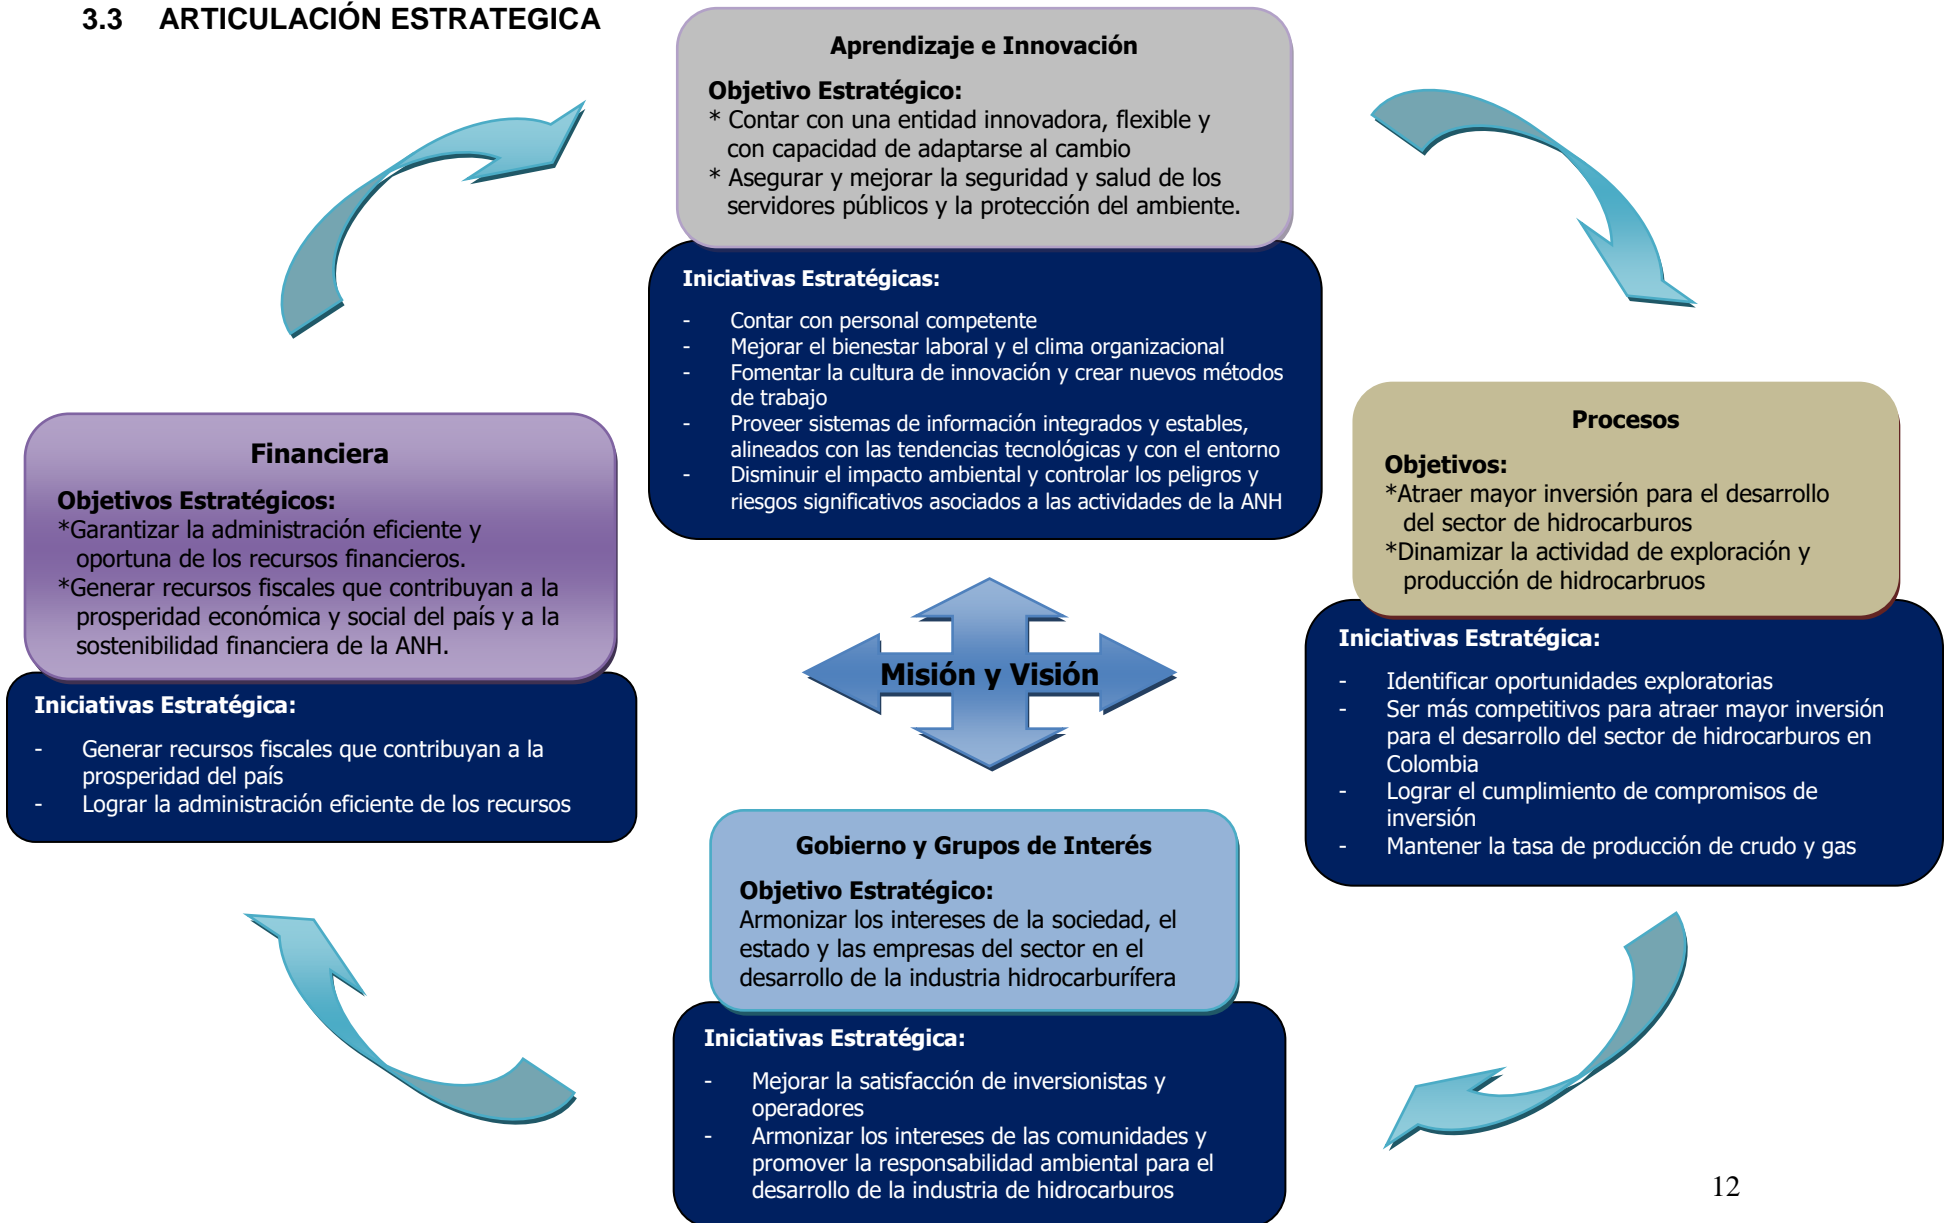 3.3 ARTICULACIÓN ESTRATEGICA
Aprendizaje e Innovación
Objetivo Estratégico:
* Contar con una entidad innovadora, flexible y
con capacidad de adaptarse al cambio
* Asegurar y mejorar la seguridad y salud de los
servidores públicos y la protección del ambiente.
Iniciativas Estratégicas:
- Contar con personal competente
- Mejorar el bienestar laboral y el clima organizacional
- Fomentar la cultura de innovación y crear nuevos métodos
de trabajo
- Proveer sistemas de información integrados y estables,
alineados con las tendencias tecnológicas y con el entorno
- Disminuir el impacto ambiental y controlar los peligros y
riesgos significativos asociados a las actividades de la ANH
Financiera
Objetivos Estratégicos:
*Garantizar la administración eficiente y
oportuna de los recursos financieros.
*Generar recursos fiscales que contribuyan a la
prosperidad económica y social del país y a la
sostenibilidad financiera de la ANH.
Iniciativas Estratégica:
- Generar recursos fiscales que contribuyan a la
prosperidad del país
- Lograr la administración eficiente de los recursos
Misión y Visión
Procesos
Objetivos:
*Atraer mayor inversión para el desarrollo
del sector de hidrocarburos
*Dinamizar la actividad de exploración y
producción de hidrocarbruos
Iniciativas Estratégica:
- Identificar oportunidades exploratorias
- Ser más competitivos para atraer mayor inversión
para el desarrollo del sector de hidrocarburos en
Colombia
- Lograr el cumplimiento de compromisos de
inversión
- Mantener la tasa de producción de crudo y gas
Gobierno y Grupos de Interés
Objetivo Estratégico:
Armonizar los intereses de la sociedad, el
estado y las empresas del sector en el
desarrollo de la industria hidrocarburífera
Iniciativas Estratégica:
- Mejorar la satisfacción de inversionistas y
operadores
- Armonizar los intereses de las comunidades y
promover la responsabilidad ambiental para el
desarrollo de la industria de hidrocarburos
12